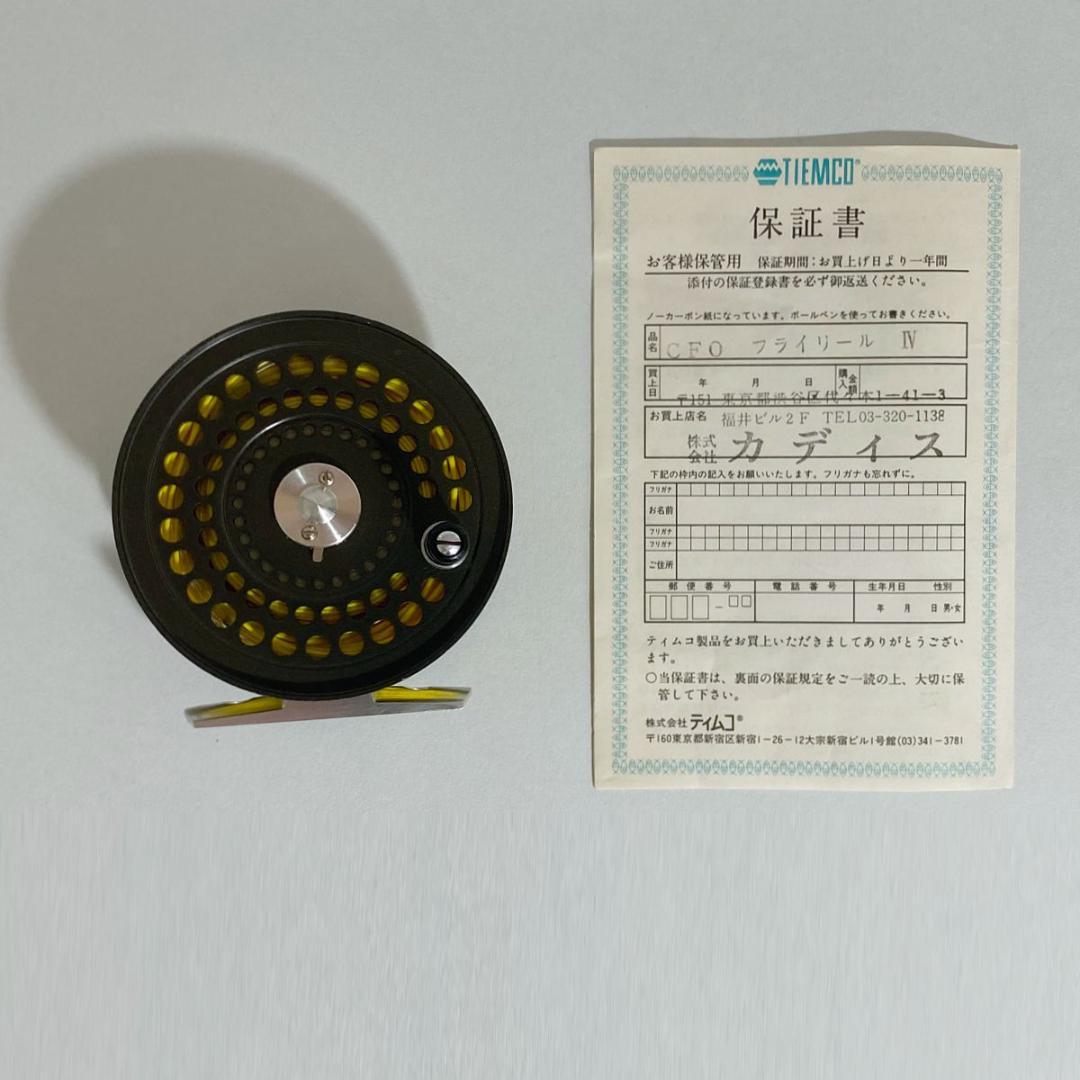 TIEMCO®
保証書
お客様保管用 保証期間：お買上げ日より一年間
添付の保証登録書を必ず御返送ください。
ノーカーボン紙になっています。ボールペンを使ってお書きください。
品名 CFO フライリール Ⅳ
買上日 年 月 日 購入金額
〒151 東京都渋谷区代々木1-41-3
お買上店名 福井ビル2F TEL03-320-1138
株式会社 カディス
下記の枠内の記入をお願いいたします。フリガナも忘れずに。
フリガナ
お名前
フリガナ
フリガナ
ご住所
郵便番号 電話番号 生年月日 性別
年 月 日 男・女
ティムコ製品をお買上いただきましてありがとうござい
ます。
○当保証書は、裏面の保証規定をご一読の上、大切に保
管して下さい。
株式会社 ティムコ®
〒160東京都新宿区新宿1-26-12大宗新宿ビル1号館(03)341-3781